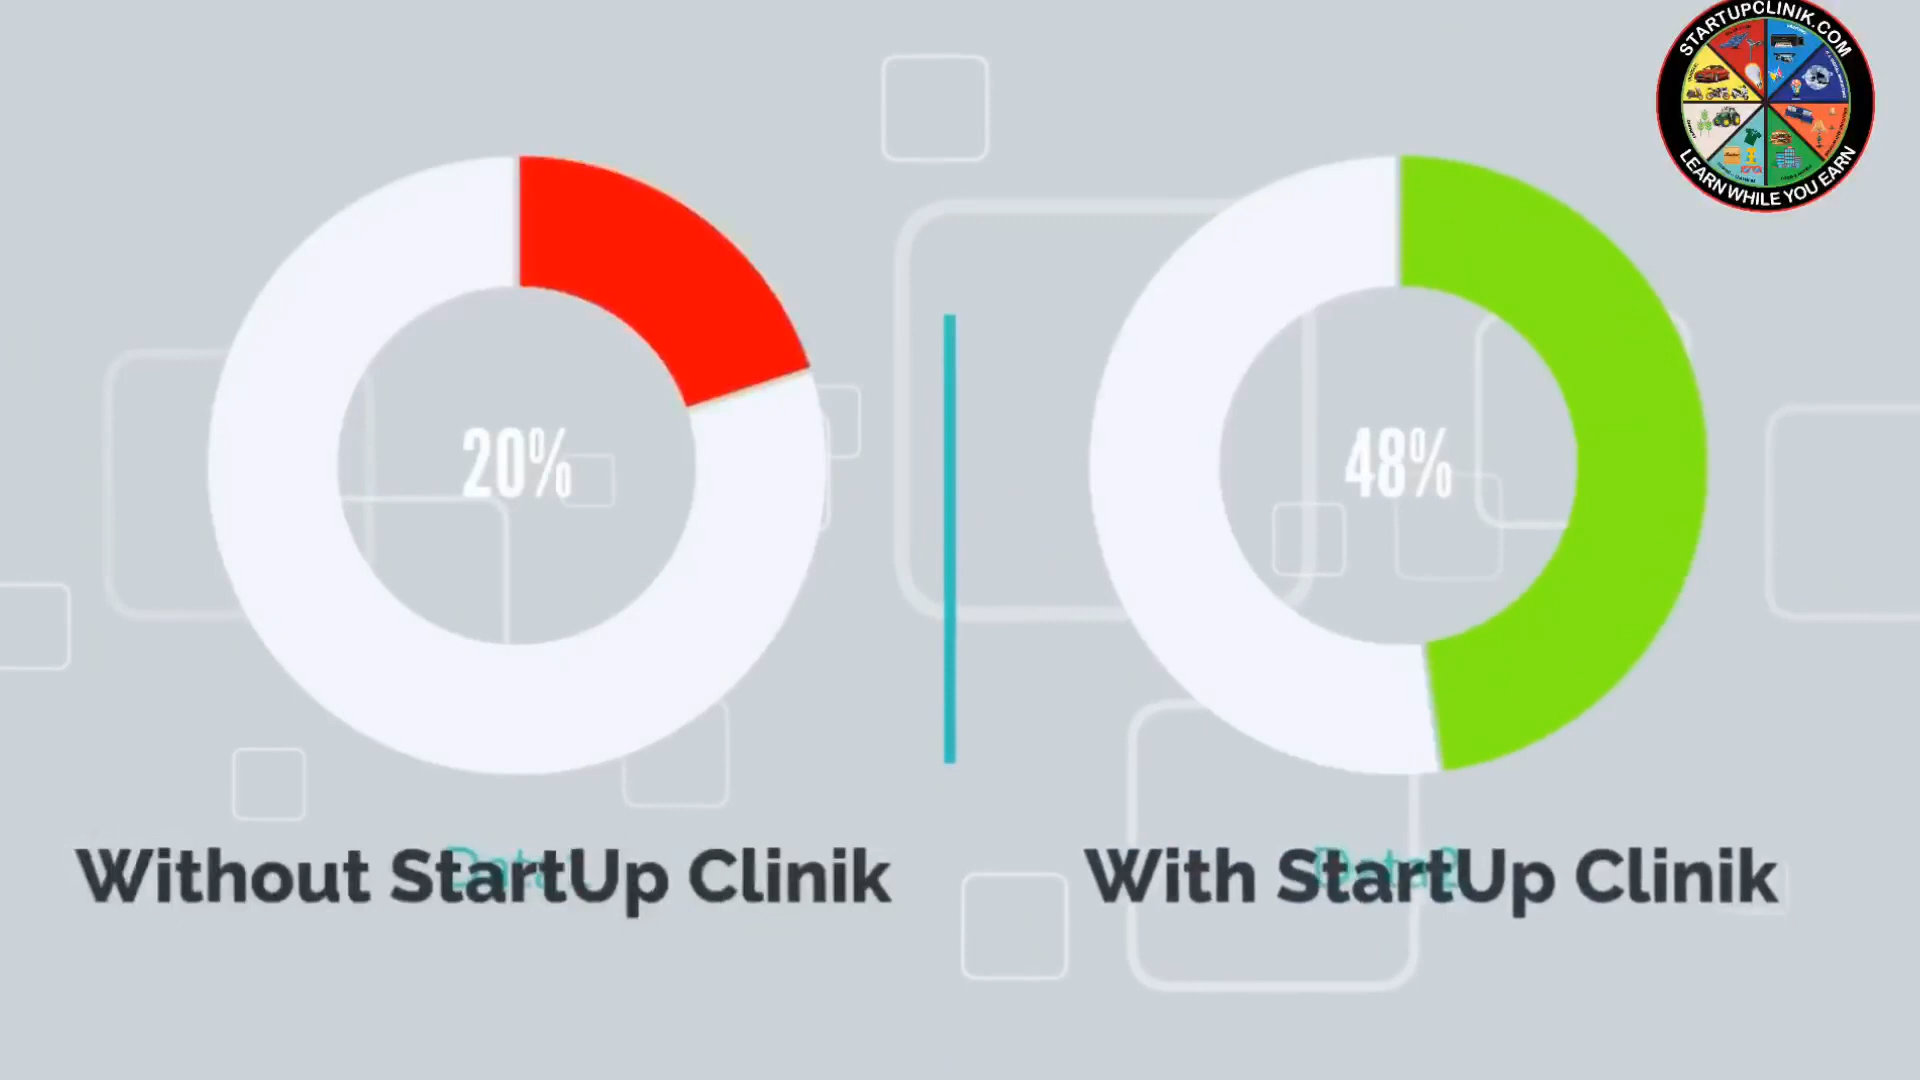 STARTUPCLINIK.COM
LEARN WHILE YOU EARN
20%
48%
Without StartUp Clinik
With StartUp Clinik